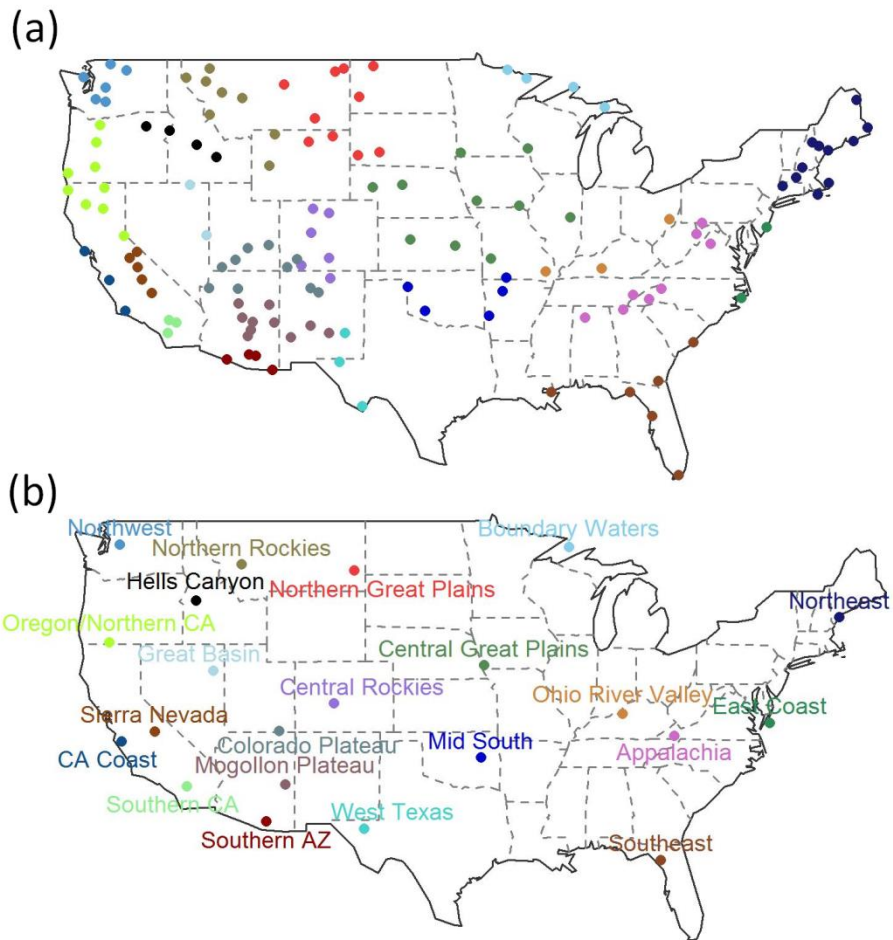 (a)
(b)
Northwest
Boundary Waters
Northern Rockies
Hells Canyon
Northern Great Plains
Northeast
Oregon/Northern CA
Great Basin
Central Great Plains
Central Rockies
Ohio River Valley
East Coast
Sierra Nevada
Colorado Plateau
Mid South
Appalachia
CA Coast
Mogollon Plateau
Southern CA
West Texas
Southern AZ
Southeast